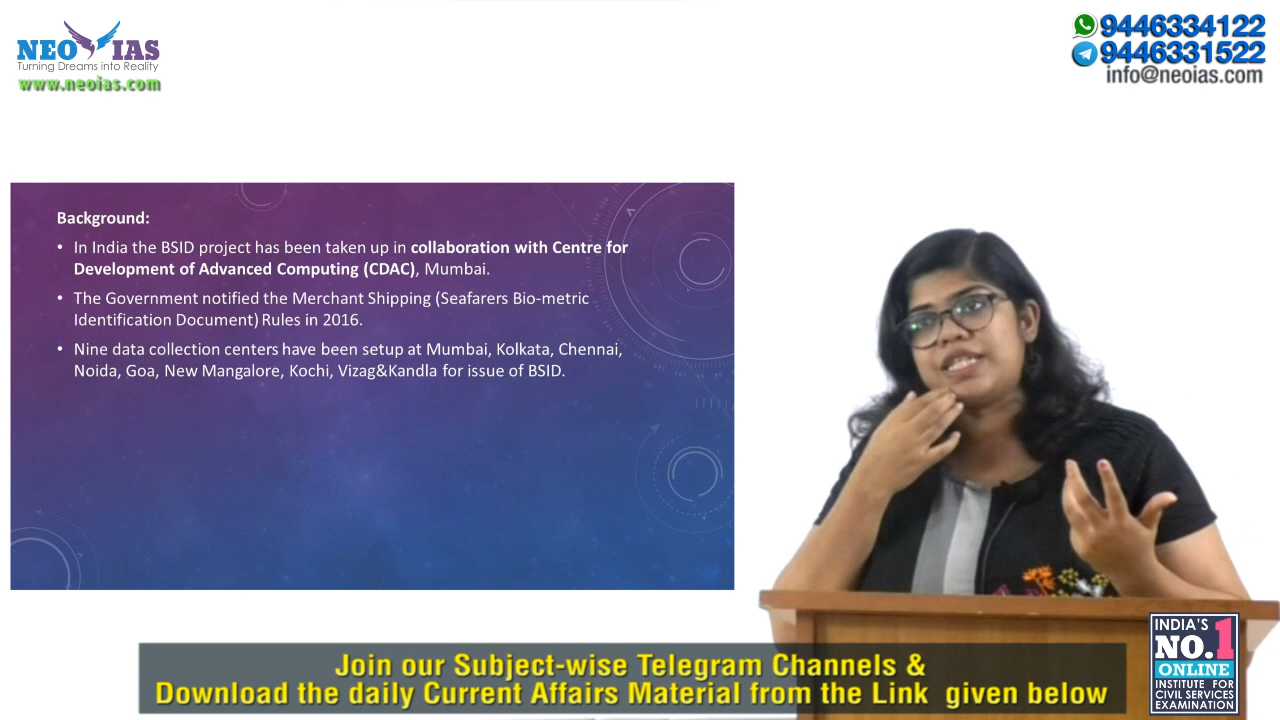 NEO IAS
Turning Dreams into Reality
www.neoias.com
9446334122
9446331522
info@neoias.com
Background:
• In India the BSID project has been taken up in collaboration with Centre for
Development of Advanced Computing (CDAC), Mumbai.
• The Government notified the Merchant Shipping (Seafarers Bio-metric
Identification Document) Rules in 2016.
• Nine data collection centers have been setup at Mumbai, Kolkata, Chennai,
Noida, Goa, New Mangalore, Kochi, Vizag&Kandla for issue of BSID.
Join our Subject-wise Telegram Channels &
Download the daily Current Affairs Material from the Link given below
INDIA'S
NO.1
ONLINE
INSTITUTE FOR
CIVIL SERVICES
EXAMINATION